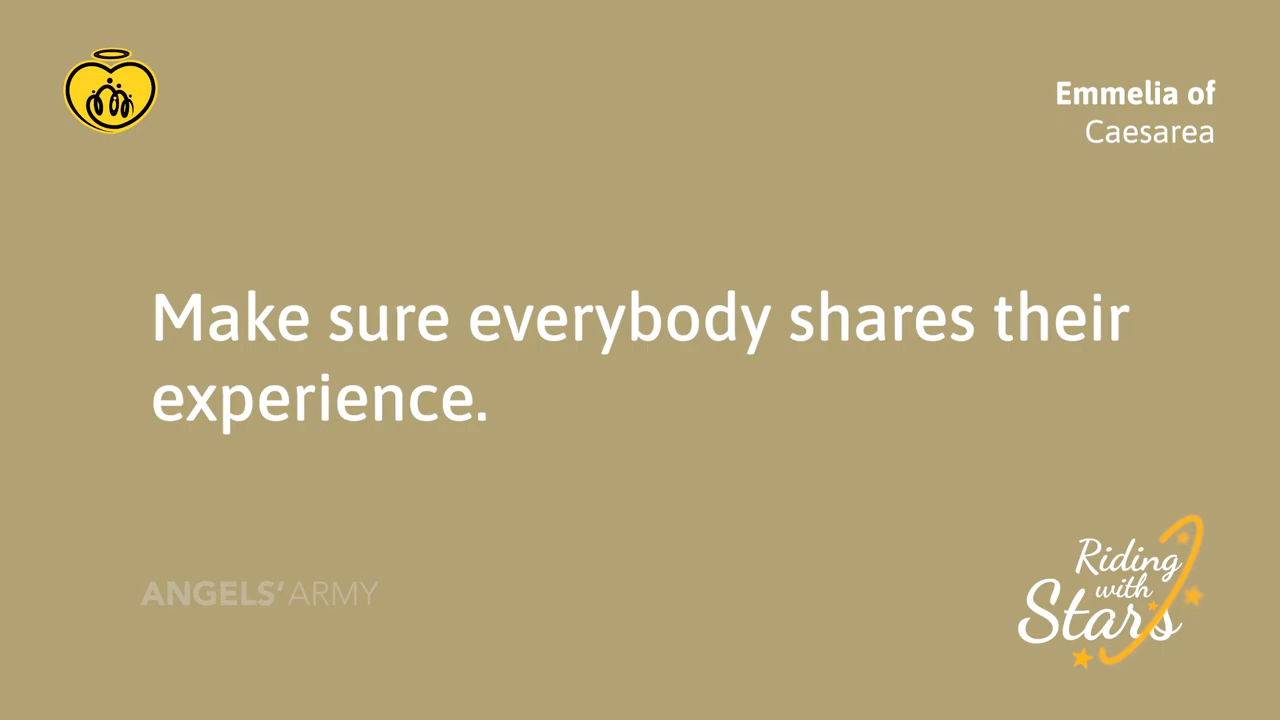 Emmelia of
Caesarea
Make sure everybody shares their
experience.
ANGELS’ARMY
Riding
with
Stars